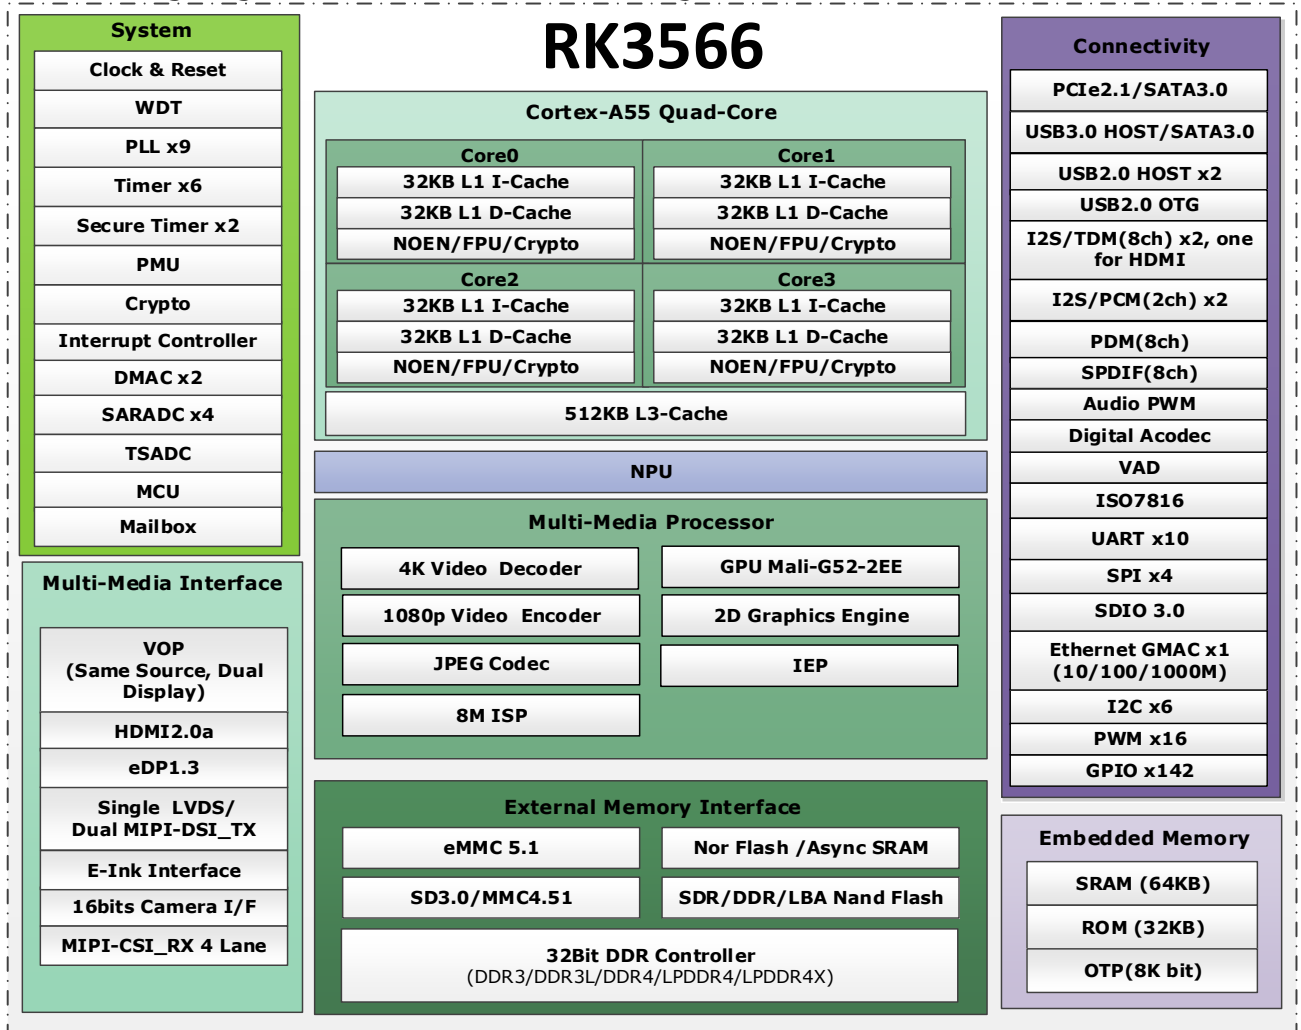 RK3566
System
Clock & Reset
WDT
PLL x9
Timer x6
Secure Timer x2
PMU
Crypto
Interrupt Controller
DMAC x2
SARADC x4
TSADC
MCU
Mailbox
Multi-Media Interface
VOP
(Same Source, Dual
Display)
HDMI2.0a
eDP1.3
Single LVDS/
Dual MIPI-DSI_TX
E-Ink Interface
16bits Camera I/F
MIPI-CSI_RX 4 Lane
Cortex-A55 Quad-Core
Core0
32KB L1 I-Cache
32KB L1 D-Cache
NOEN/FPU/Crypto
Core1
32KB L1 I-Cache
32KB L1 D-Cache
NOEN/FPU/Crypto
Core2
32KB L1 I-Cache
32KB L1 D-Cache
NOEN/FPU/Crypto
Core3
32KB L1 I-Cache
32KB L1 D-Cache
NOEN/FPU/Crypto
512KB L3-Cache
NPU
Multi-Media Processor
4K Video Decoder
1080p Video Encoder
JPEG Codec
8M ISP
GPU Mali-G52-2EE
2D Graphics Engine
IEP
External Memory Interface
eMMC 5.1
Nor Flash /Async SRAM
SD3.0/MMC4.51
SDR/DDR/LBA Nand Flash
32Bit DDR Controller
(DDR3/DDR3L/DDR4/LPDDR4/LPDDR4X)
Connectivity
PCIe2.1/SATA3.0
USB3.0 HOST/SATA3.0
USB2.0 HOST x2
USB2.0 OTG
I2S/TDM(8ch) x2, one
for HDMI
I2S/PCM(2ch) x2
PDM(8ch)
SPDIF(8ch)
Audio PWM
Digital Acodec
VAD
ISO7816
UART x10
SPI x4
SDIO 3.0
Ethernet GMAC x1
(10/100/1000M)
I2C x6
PWM x16
GPIO x142
Embedded Memory
SRAM (64KB)
ROM (32KB)
OTP(8K bit)